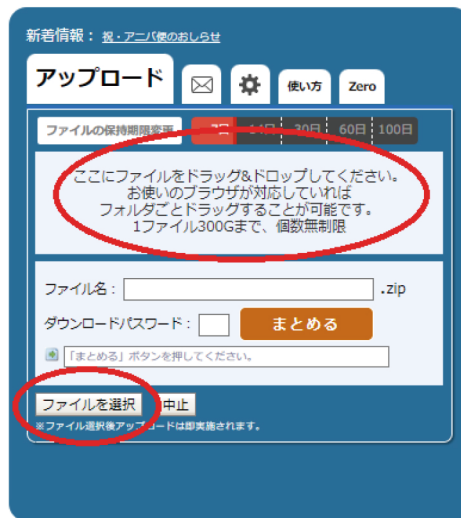 新着情報： 祝・アニバ便のおしらせ
アップロード 使い方 Zero
ファイルの保持期限変更 7日 14日 30日 60日 100日
ここにファイルをドラッグ&ドロップしてください。
お使いのブラウザが対応していれば
フォルダごとドラッグすることが可能です。
1ファイル300Gまで、個数無制限
ファイル名： .zip
ダウンロードパスワード： まとめる
「まとめる」ボタンを押してください。
ファイルを選択 中止
※ファイル選択後アップロードは即実施されます。